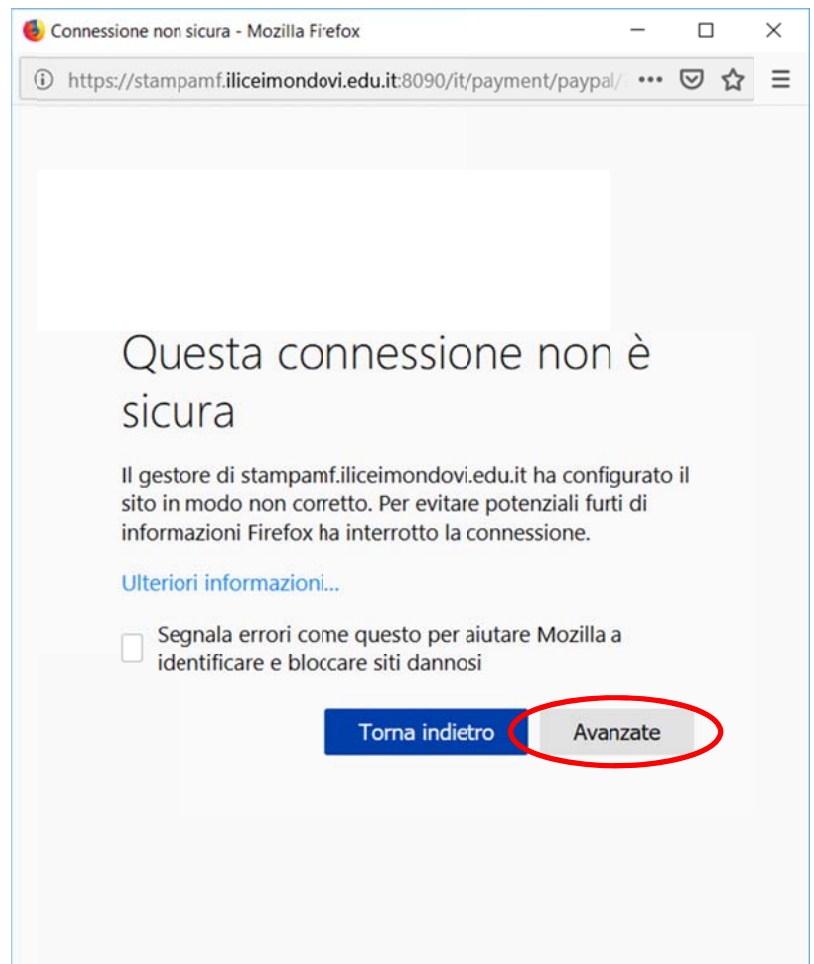 Connessione non sicura - Mozilla Firefox
https://stampamf.iliceimondovi.edu.it:8090/it/payment/paypal/
Questa connessione non è
sicura
Il gestore di stampamf.iliceimondovi.edu.it ha configurato il
sito in modo non corretto. Per evitare potenziali furti di
informazioni Firefox ha interrotto la connessione.
Ulteriori informazioni...
Segnala errori come questo per aiutare Mozilla a
identificare e bloccare siti dannosi
Torna indietro Avanzate